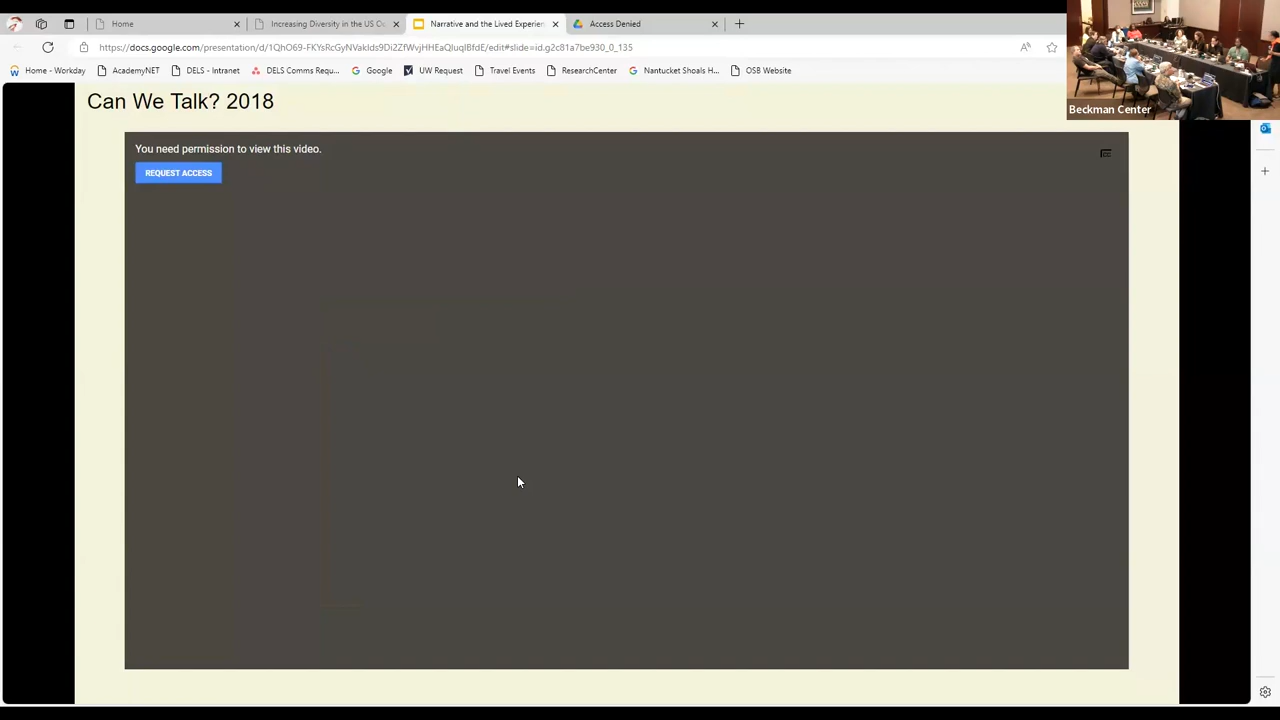 Home
Increasing Diversity in the US Oc
Narrative and the Lived Experien
Access Denied
https://docs.google.com/presentation/d/1QhO69-FKYsRcGyNVaklds9Di2ZfWvjHHEaQluqlBfdE/edit#slide=id.g2c81a7be930_0_135
Home - Workday
AcademyNET
DELS - Intranet
DELS Comms Requ...
Google
UW Request
Travel Events
ResearchCenter
Nantucket Shoals H...
OSB Website
Beckman Center
Can We Talk? 2018
You need permission to view this video.
REQUEST ACCESS